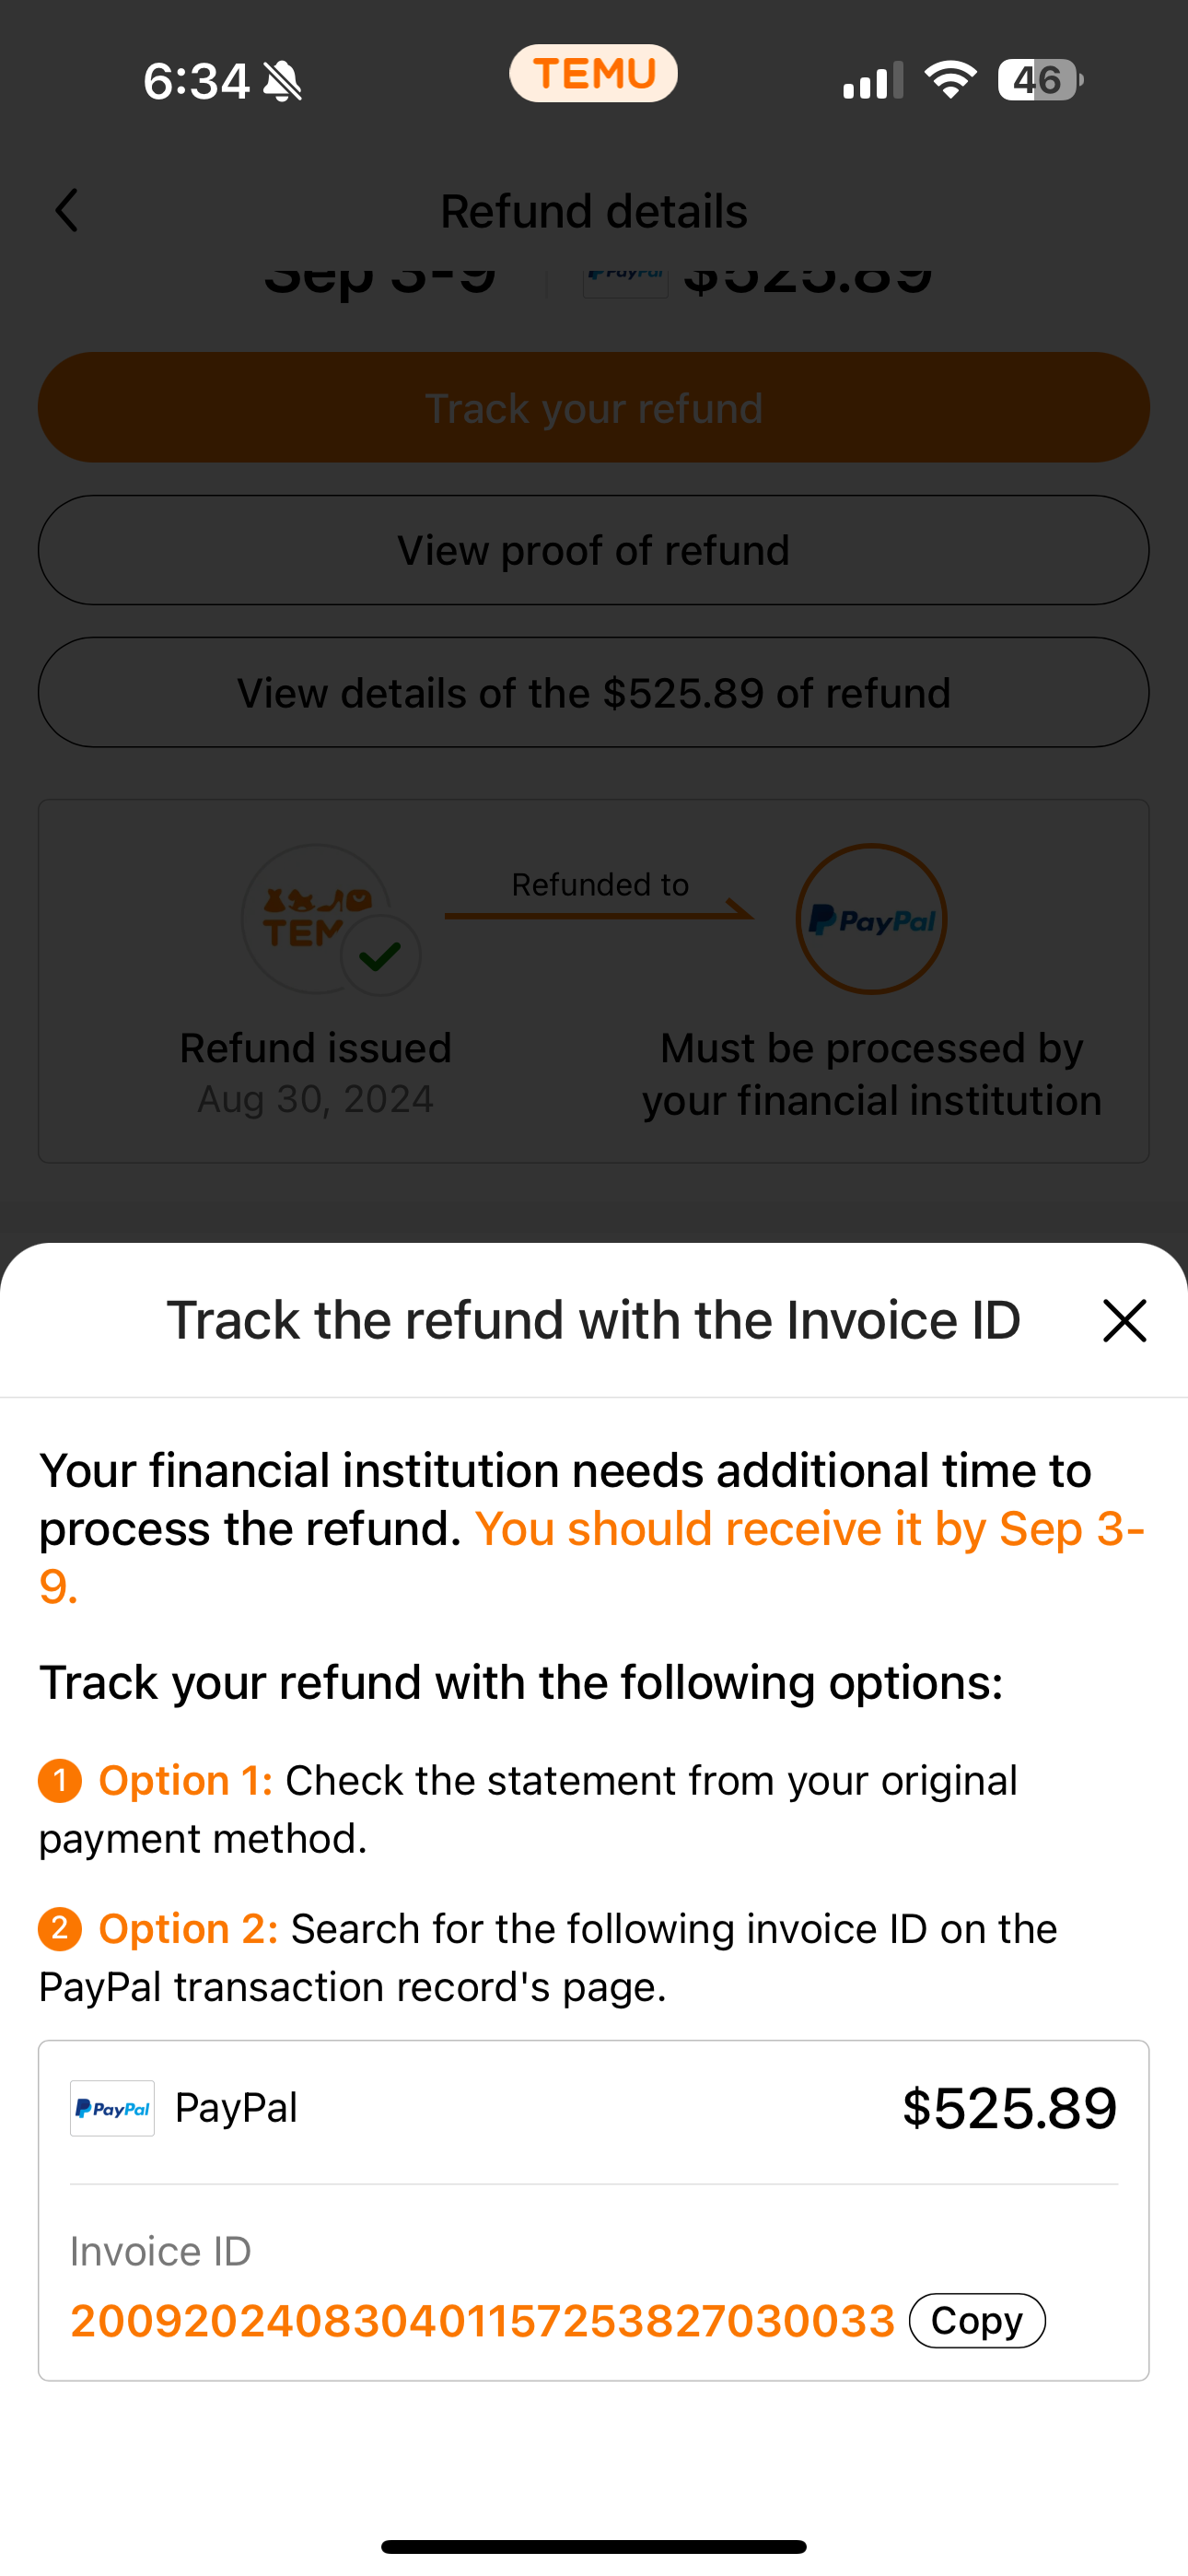 6:34
TEMU
46
Refund details
Sep 3-9 PayPal $525.89
Track your refund
View proof of refund
View details of the $525.89 of refund
Refunded to
TEM
PayPal
Refund issued
Aug 30, 2024
Must be processed by
your financial institution
Track the refund with the Invoice ID
Your financial institution needs additional time to
process the refund. You should receive it by Sep 3-
9.
Track your refund with the following options:
1 Option 1: Check the statement from your original
payment method.
2 Option 2: Search for the following invoice ID on the
PayPal transaction record's page.
PayPal PayPal $525.89
Invoice ID
20092024083040115725382703​0033 Copy